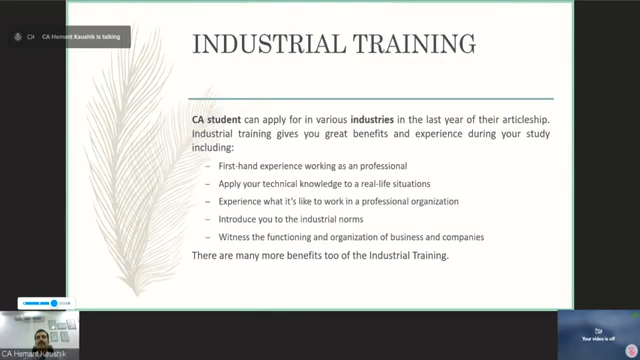 CA Hemant Kaushik is talking
INDUSTRIAL TRAINING
CA student can apply for in various industries in the last year of their articleship.
Industrial training gives you great benefits and experience during your study
including:
– First-hand experience working as an professional
– Apply your technical knowledge to a real-life situations
– Experience what it's like to work in a professional organization
– Introduce you to the industrial norms
– Witness the functioning and organization of business and companies
There are many more benefits too of the Industrial Training.
CA Hemant Kaushik
Your video is off